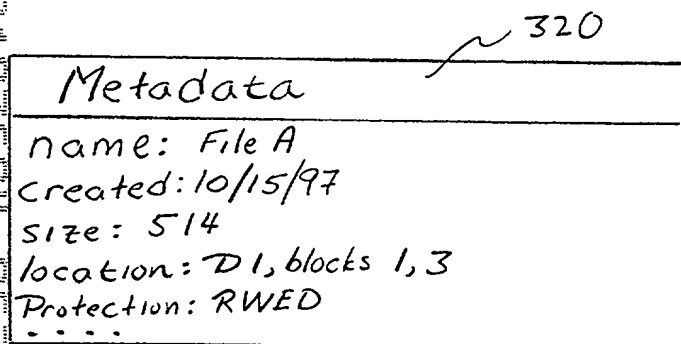 320
Metadata
name: File A
created: 10/15/97
size: 514
location: D1, blocks 1,3
Protection: RWED
. . . .